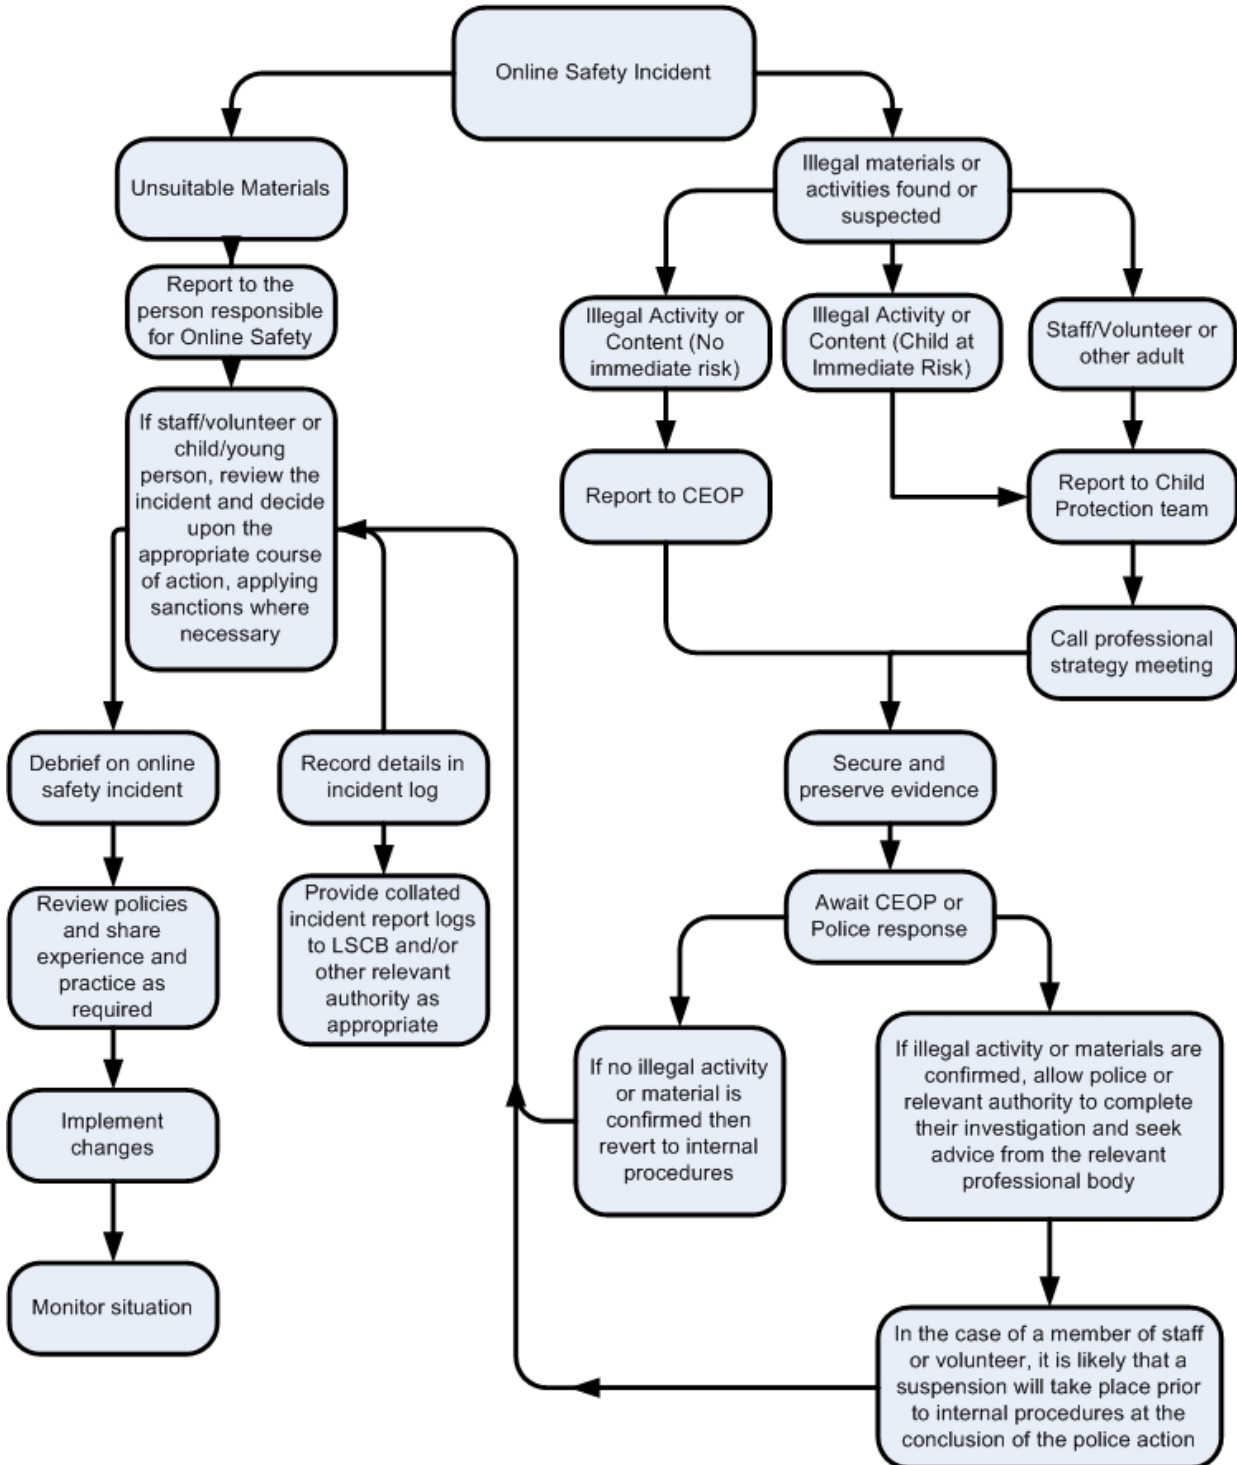 Online Safety Incident
Unsuitable Materials
Illegal materials or
activities found or
suspected
Report to the
person responsible
for Online Safety
Illegal Activity or
Content (No
immediate risk)
Illegal Activity or
Content (Child at
Immediate Risk)
Staff/Volunteer or
other adult
If staff/volunteer or
child/young
person, review the
incident and decide
upon the
appropriate course
of action, applying
sanctions where
necessary
Report to CEOP
Report to Child
Protection team
Call professional
strategy meeting
Debrief on online
safety incident
Record details in
incident log
Secure and
preserve evidence
Review policies
and share
experience and
practice as
required
Provide collated
incident report logs
to LSCB and/or
other relevant
authority as
appropriate
Await CEOP or
Police response
If no illegal activity
or material is
confirmed then
revert to internal
procedures
If illegal activity or materials are
confirmed, allow police or
relevant authority to complete
their investigation and seek
advice from the relevant
professional body
Implement
changes
Monitor situation
In the case of a member of staff
or volunteer, it is likely that a
suspension will take place prior
to internal procedures at the
conclusion of the police action